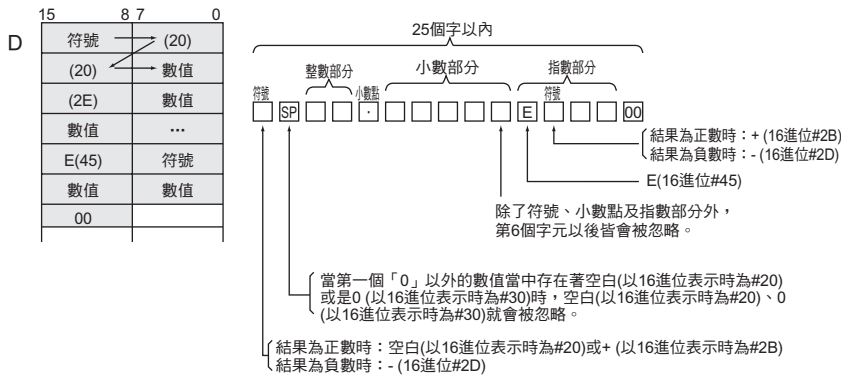 15 8 7 0
D
符號 (20)
(20) 數值
(2E) 數值
數值 …
E(45) 符號
數值 數值
00
25個字以內
整數部分 小數部分 指數部分
符號 小數點 符號
SP . E 00
結果為正數時：+ (16進位#2B)
結果為負數時：- (16進位#2D)
E(16進位#45)
除了符號、小數點及指數部分外，
第6個字元以後皆會被忽略。
當第一個「0」以外的數值當中存在著空白(以16進位表示時為#20)
或是0 (以16進位表示時為#30)時，空白(以16進位表示時為#20)、0
(以16進位表示時為#30)就會被忽略。
結果為正數時：空白(以16進位表示時為#20)或+ (以16進位表示時為#2B)
結果為負數時：- (16進位#2D)